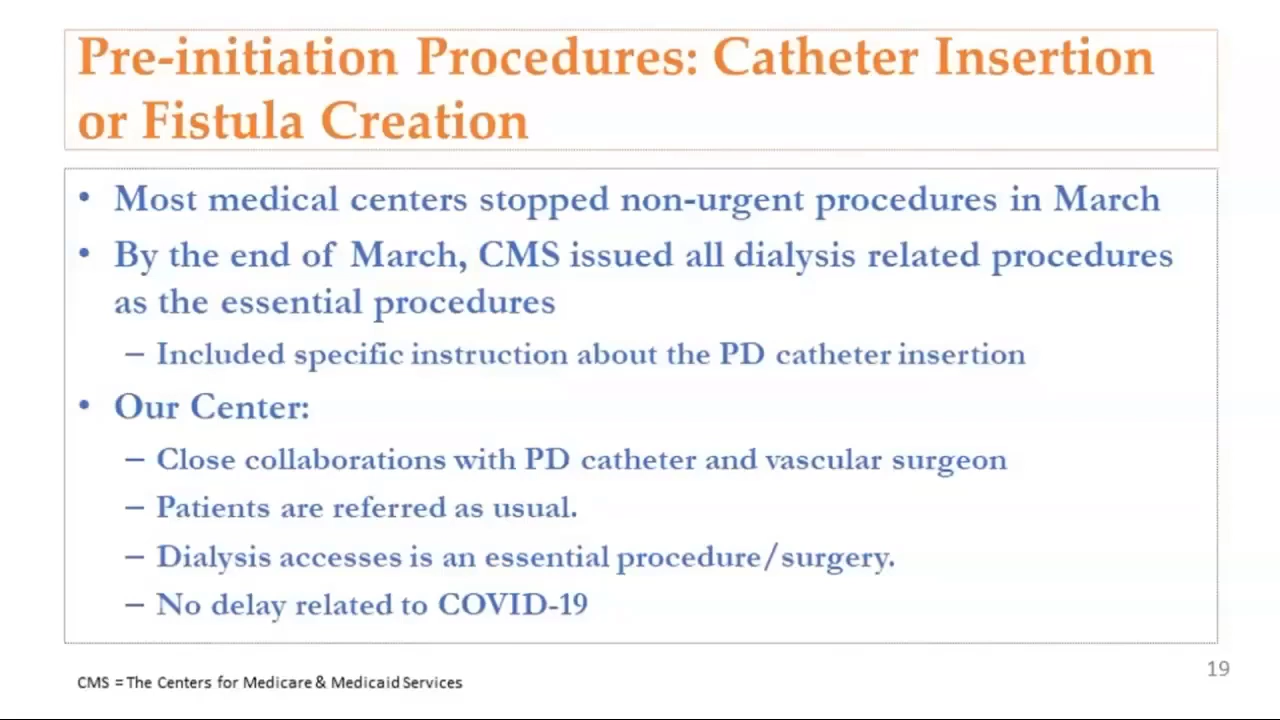 Pre-initiation Procedures: Catheter Insertion
or Fistula Creation
• Most medical centers stopped non-urgent procedures in March
• By the end of March, CMS issued all dialysis related procedures
as the essential procedures
– Included specific instruction about the PD catheter insertion
• Our Center:
– Close collaborations with PD catheter and vascular surgeon
– Patients are referred as usual.
– Dialysis accesses is an essential procedure/surgery.
– No delay related to COVID-19
CMS = The Centers for Medicare & Medicaid Services
19